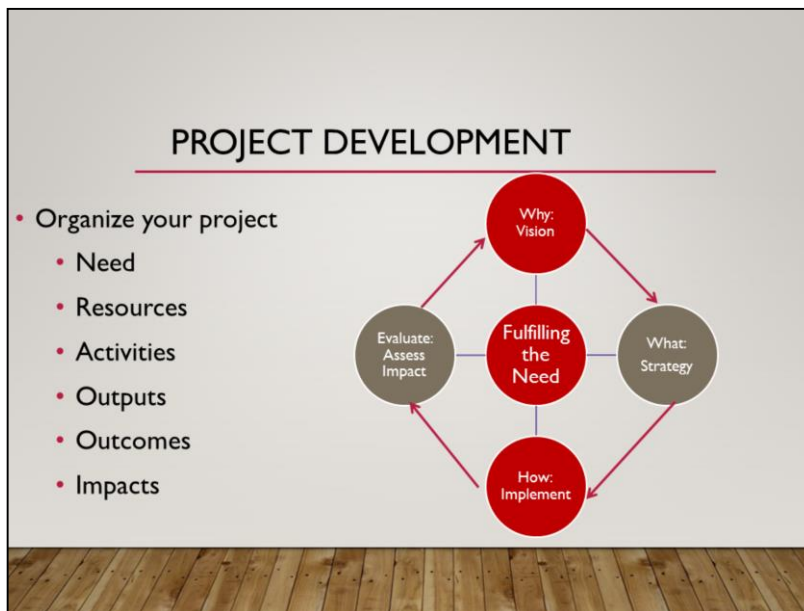 PROJECT DEVELOPMENT
• Organize your project
• Need
• Resources
• Activities
• Outputs
• Outcomes
• Impacts
Why:
Vision
What:
Strategy
How:
Implement
Evaluate:
Assess
Impact
Fulfilling
the
Need